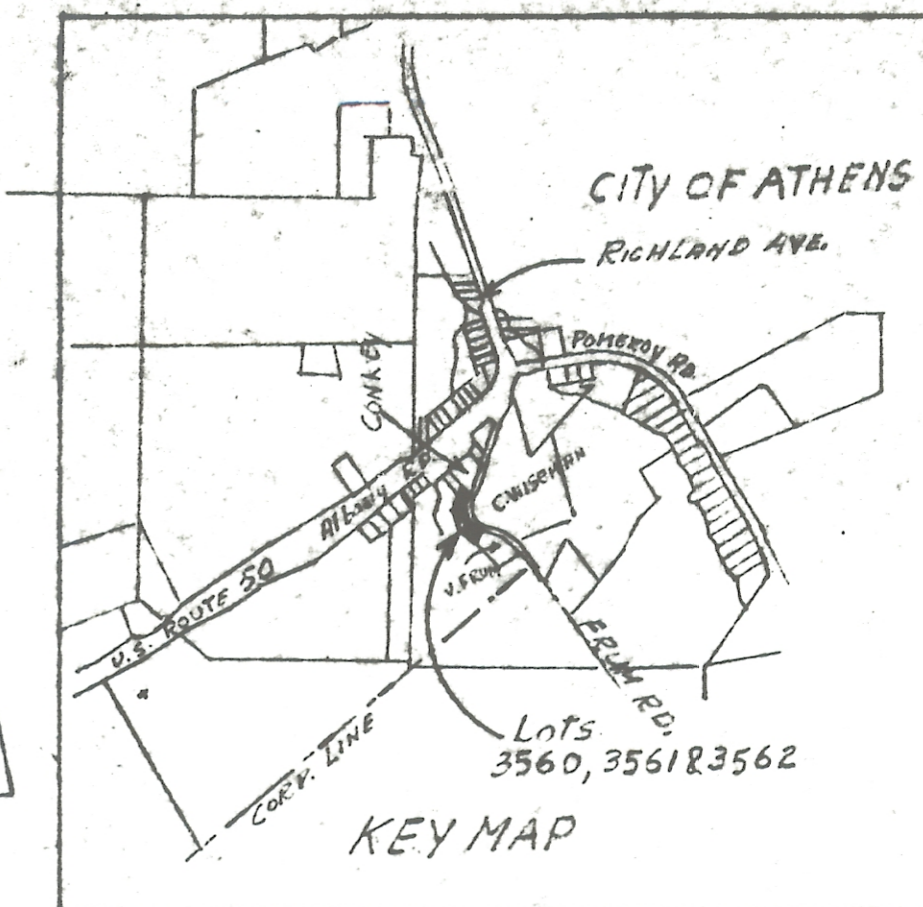 CITY OF ATHENS
RICHLAND AVE.
POMEROY RD.
CONKEY
Albany RD.
C. WISEMAN
U.S. ROUTE 50
V. FRUM
FRUM RD.
Lots
3560, 3561 & 3562
CORP. LINE
KEY MAP